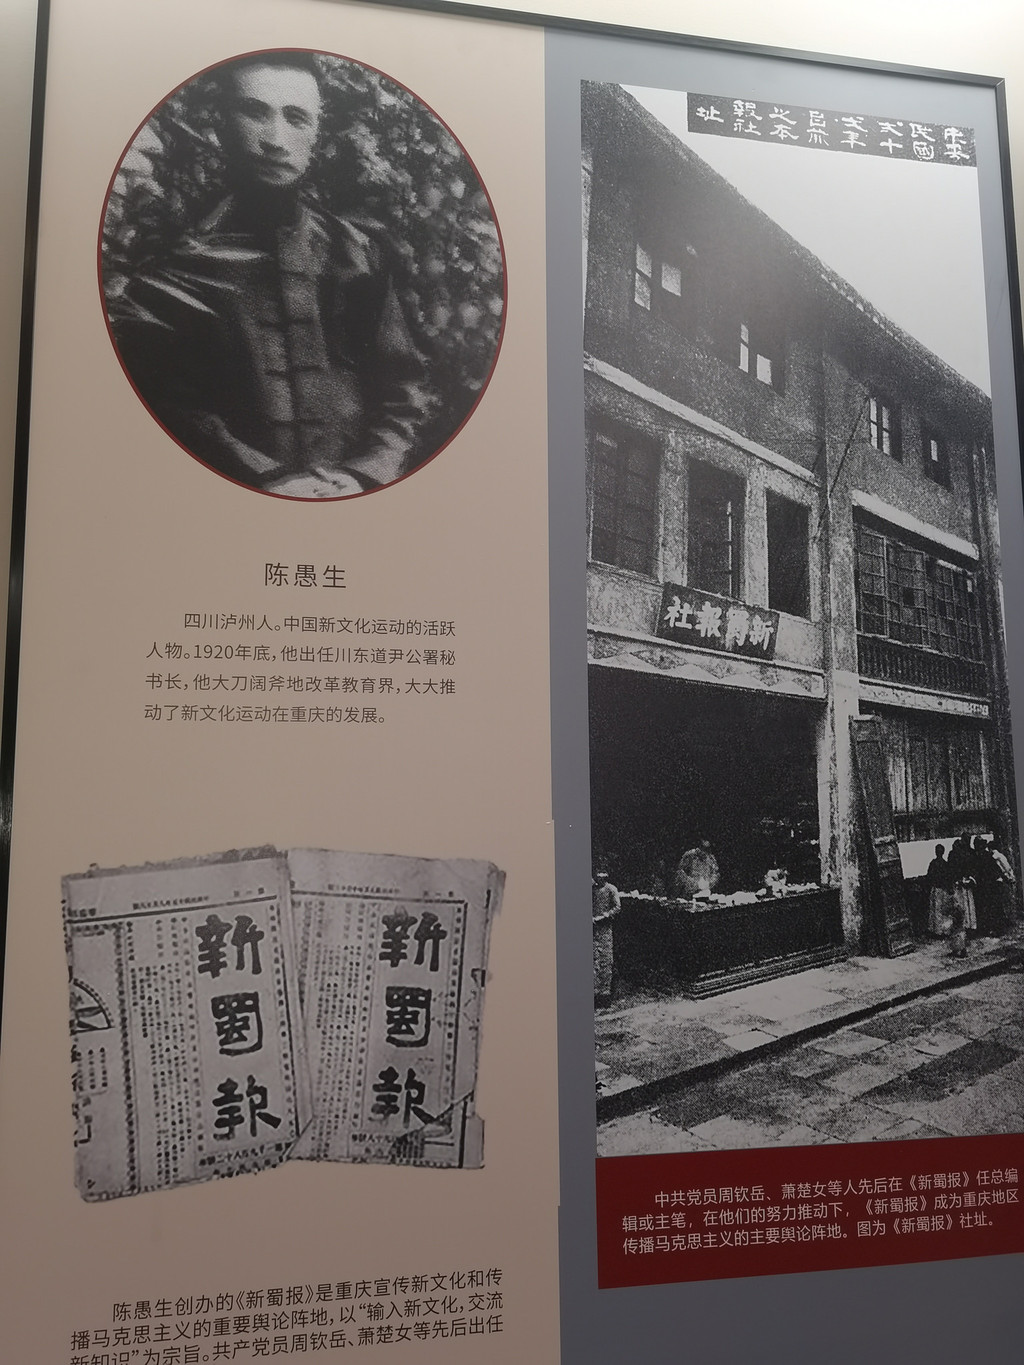 陈愚生
四川泸州人。中国新文化运动的活跃
人物。1920年底,他出任川东道尹公署秘
书长,他大刀阔斧地改革教育界,大大推
动了新文化运动在重庆的发展。
新蜀報
新蜀報
陈愚生创办的《新蜀报》是重庆宣传新文化和传
播马克思主义的重要舆论阵地,以“输入新文化,交流
新知识”为宗旨。共产党员周钦岳、萧楚女等先后出任
報社
址
新蜀報社
中共党员周钦岳、萧楚女等人先后在《新蜀报》任总编
辑或主笔,在他们的努力推动下,《新蜀报》成为重庆地区
传播马克思主义的主要舆论阵地。图为《新蜀报》社址。